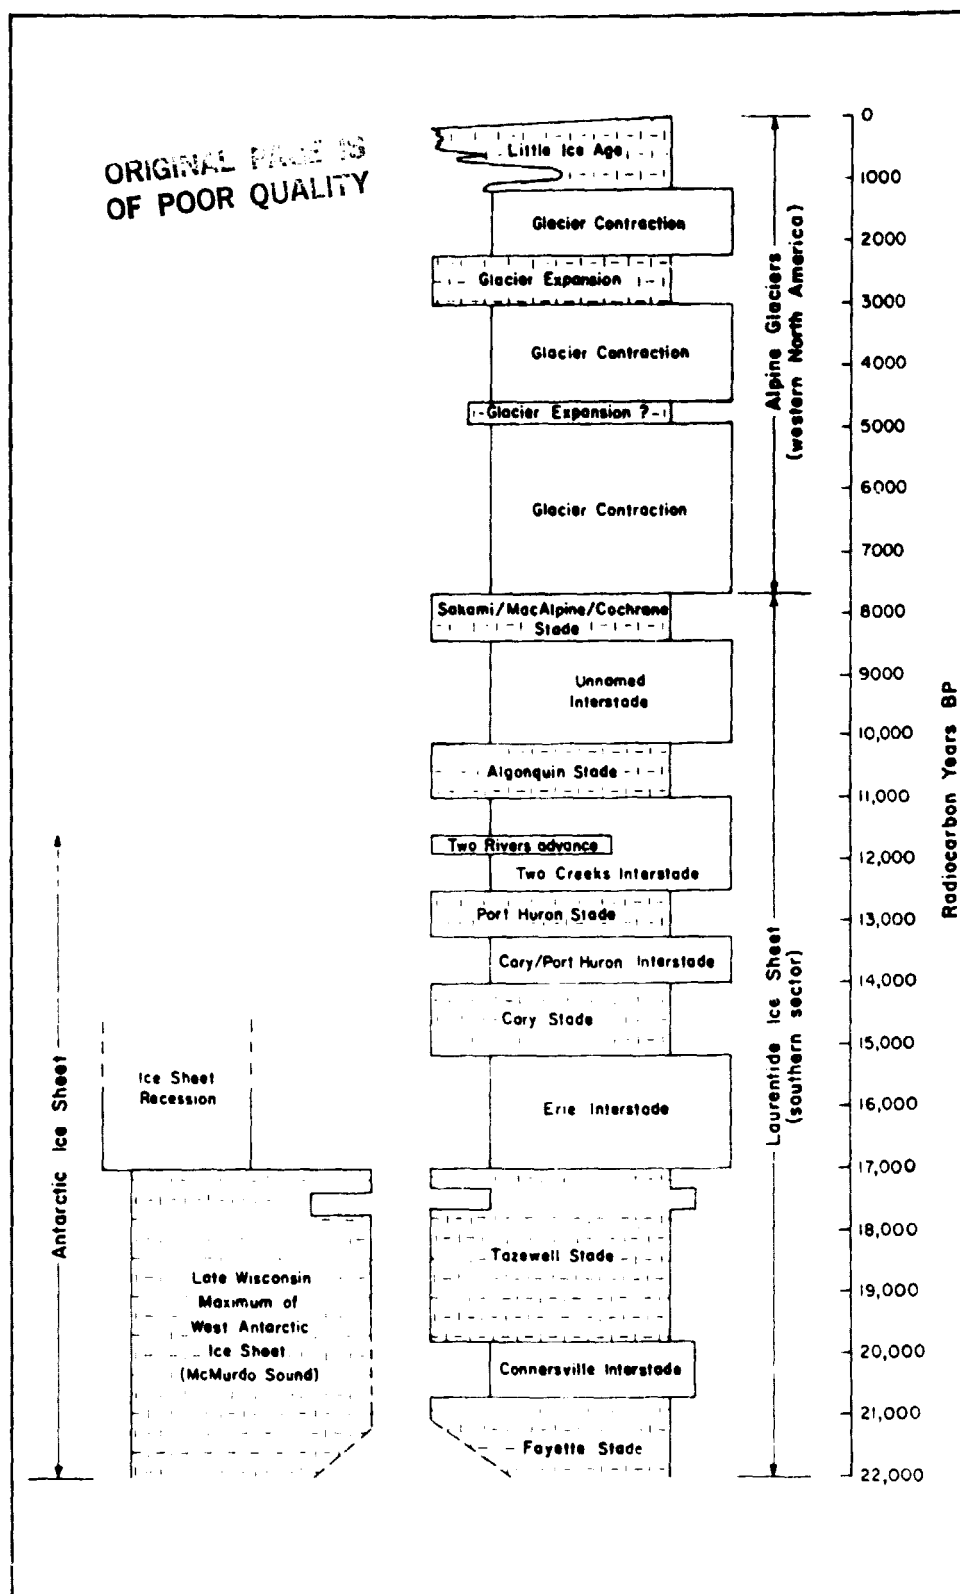 ORIGINAL PAGE IS
OF POOR QUALITY
Little Ice Age
Glacier Contraction
Glacier Expansion
Glacier Contraction
Glacier Expansion ?
Glacier Contraction
Sakami/MacAlpine/Cochrane
Stade
Unnamed
Interstade
Algonquin Stade
Two Rivers advance
Two Creeks Interstade
Port Huron Stade
Cary/Port Huron Interstade
Cary Stade
Erie Interstade
Tazewell Stade
Connersville Interstade
Fayette Stade
Ice Sheet
Recession
Late Wisconsin
Maximum of
West Antarctic
Ice Sheet
(McMurdo Sound)
Antarctic Ice Sheet
Alpine Glaciers
(western North America)
Laurentide Ice Sheet
(southern sector)
0
1000
2000
3000
4000
5000
6000
7000
8000
9000
10,000
11,000
12,000
13,000
14,000
15,000
16,000
17,000
18,000
19,000
20,000
21,000
22,000
Radiocarbon Years BP